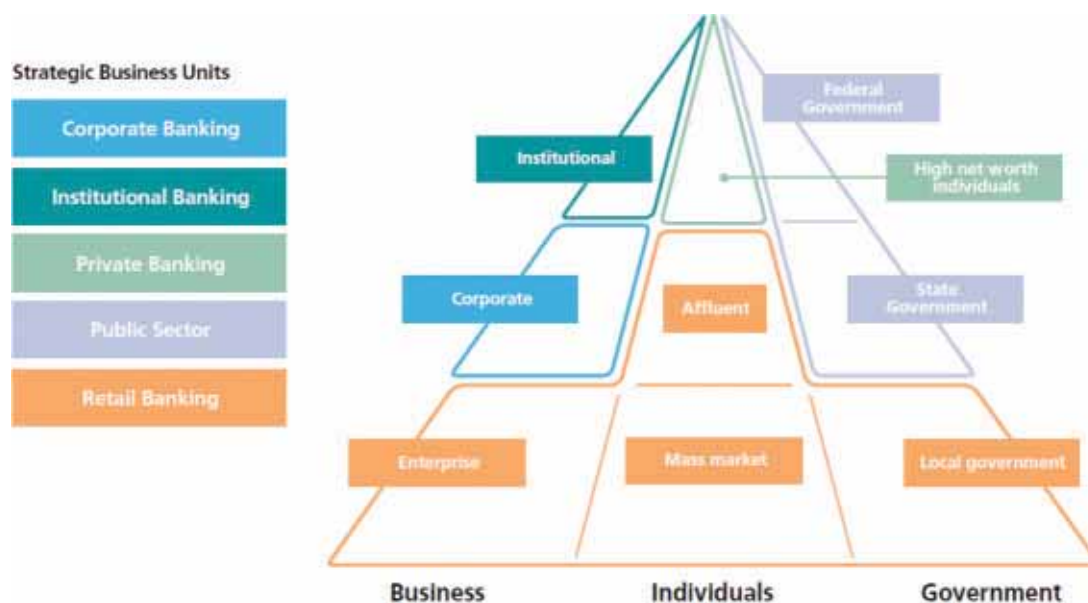 Strategic Business Units
Corporate Banking
Institutional Banking
Private Banking
Public Sector
Retail Banking
Federal
Government
Institutional
High net worth
individuals
Corporate
Affluent
State
Government
Enterprise
Mass market
Local government
Business
Individuals
Government